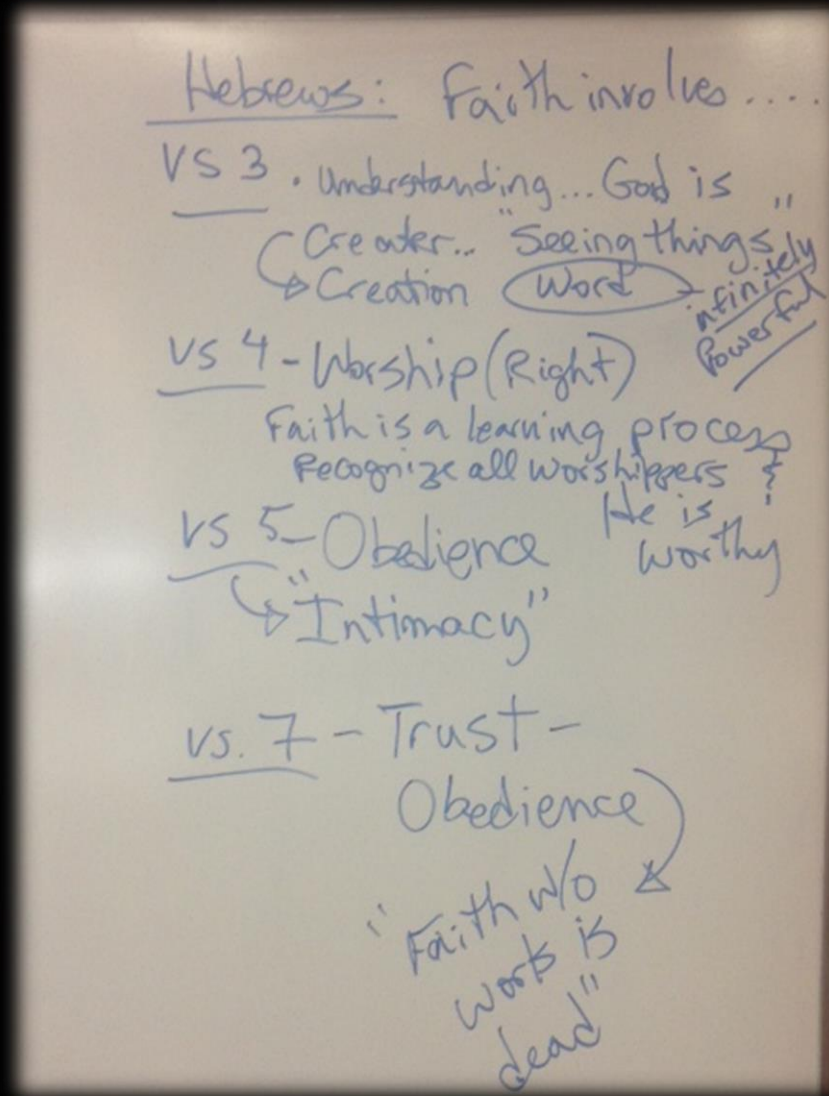 Hebrews: Faith involves ....
VS 3 . Understanding... God is
Creater... "Seeing things"
Creation Word infinitely
Powerful
VS 4 - Worship (Right)
Faith is a learning process
Recognize all worshippers &
He is
worthy
VS 5 - Obedience
"Intimacy"
VS. 7 - Trust -
Obedience
"Faith w/o
works is
dead"